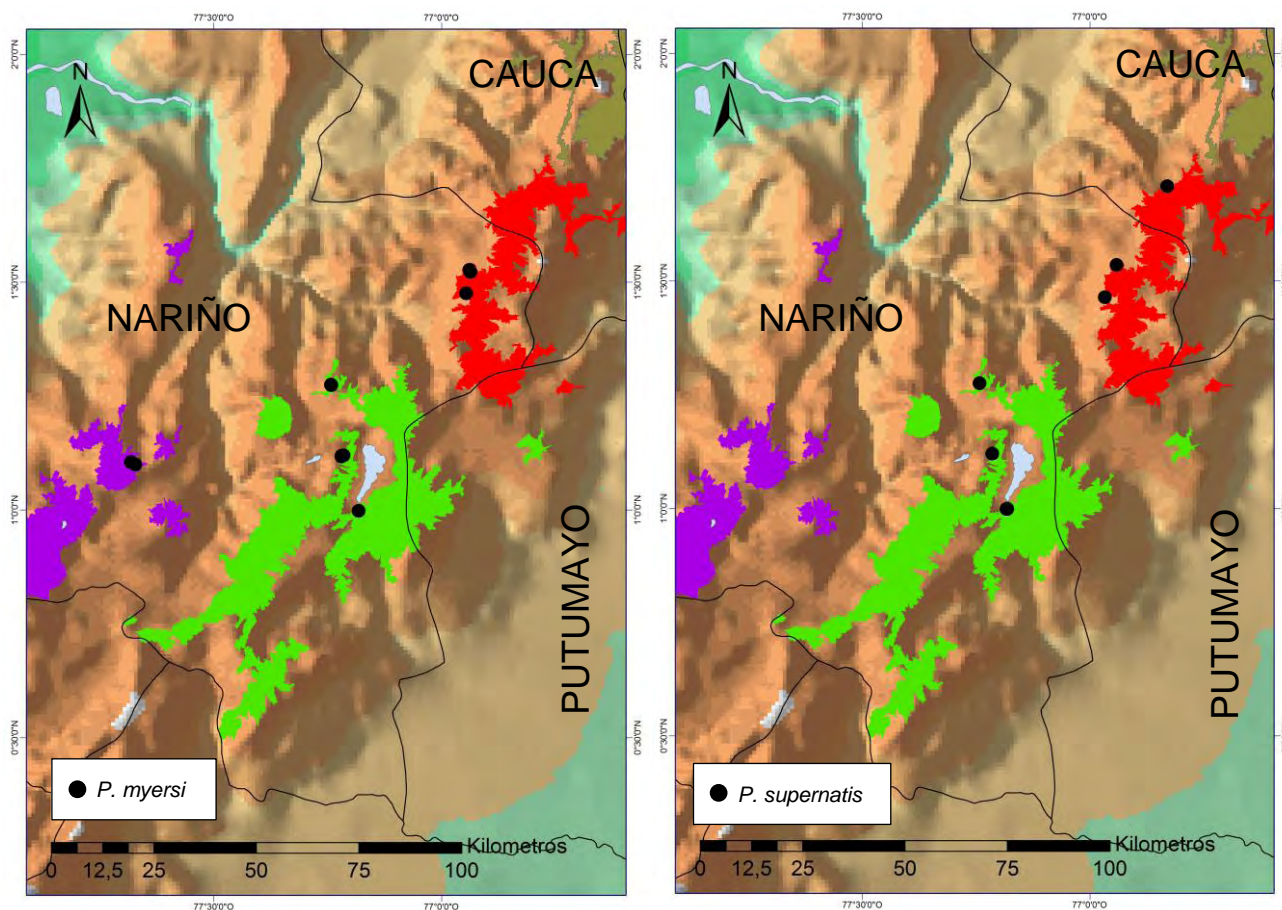 77°30'0"O 77°0'0"O
2°0'0"N
N
CAUCA
1°30'0"N
NARIÑO
1°0'0"N
PUTUMAYO
0°30'0"N
P. myersi
Kilometros
0 12,5 25 50 75 100
77°30'0"O 77°0'0"O
77°30'0"O 77°0'0"O
2°0'0"N
N
CAUCA
1°30'0"N
NARIÑO
1°0'0"N
PUTUMAYO
0°30'0"N
P. supernatis
Kilometros
0 12,5 25 50 75 100
77°30'0"O 77°0'0"O